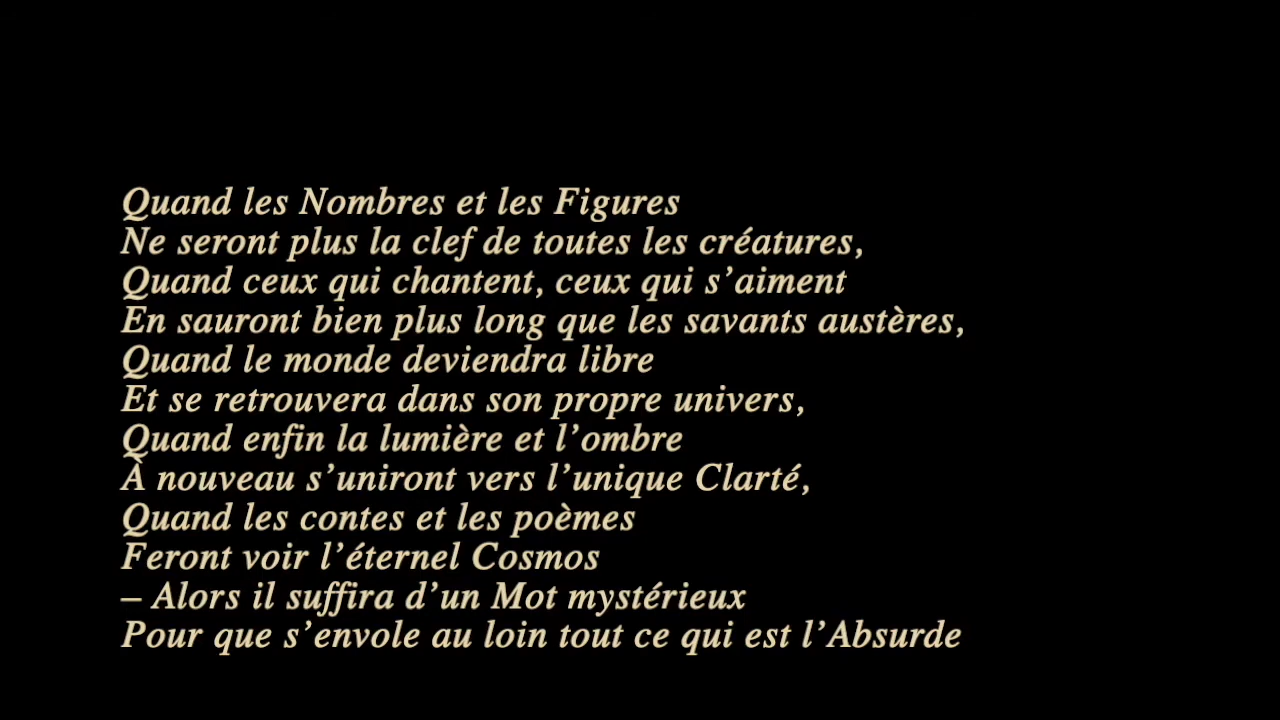 Quand les Nombres et les Figures
Ne seront plus la clef de toutes les créatures,
Quand ceux qui chantent, ceux qui s’aiment
En sauront bien plus long que les savants austères,
Quand le monde deviendra libre
Et se retrouvera dans son propre univers,
Quand enfin la lumière et l’ombre
À nouveau s’uniront vers l’unique Clarté,
Quand les contes et les poèmes
Feront voir l’éternel Cosmos
– Alors il suffira d’un Mot mystérieux
Pour que s’envole au loin tout ce qui est l’Absurde